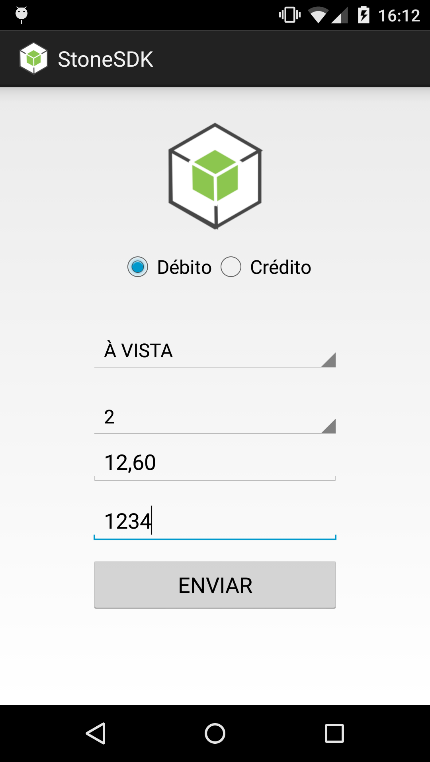 16:12
StoneSDK
Débito Crédito
À VISTA
2
12,60
1234
ENVIAR